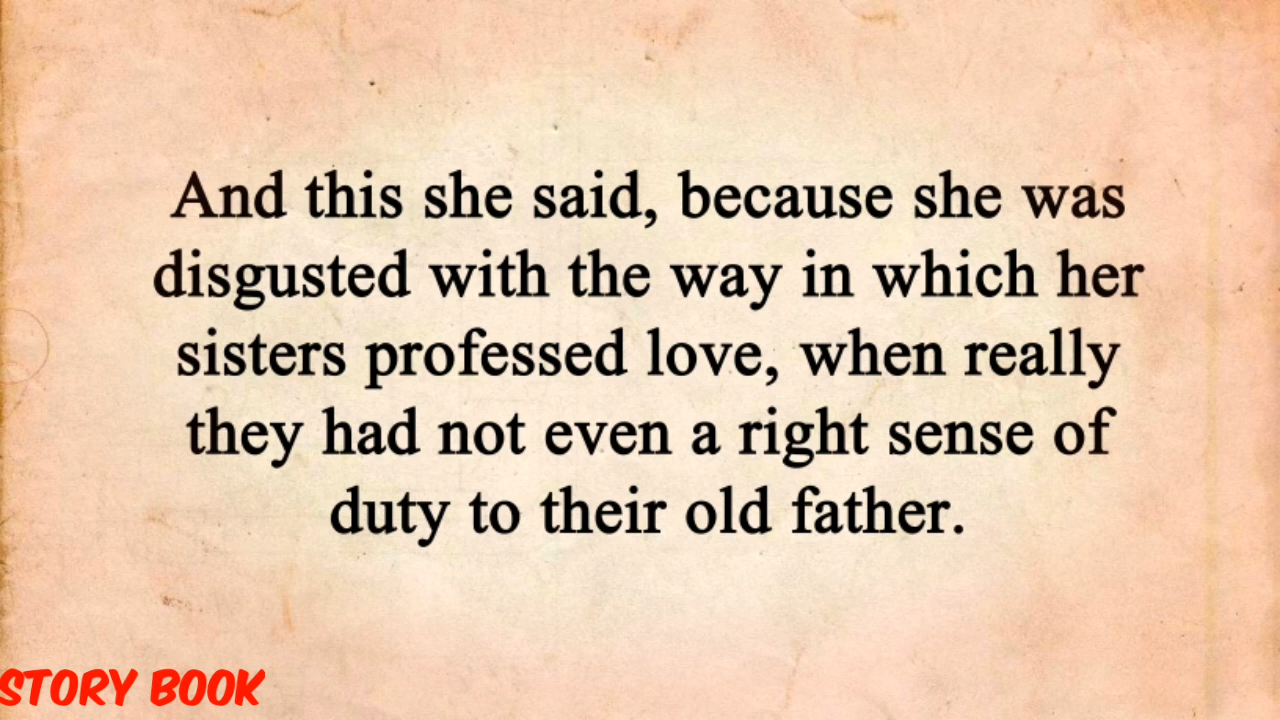 And this she said, because she was
disgusted with the way in which her
sisters professed love, when really
they had not even a right sense of
duty to their old father.
STORY BOOK